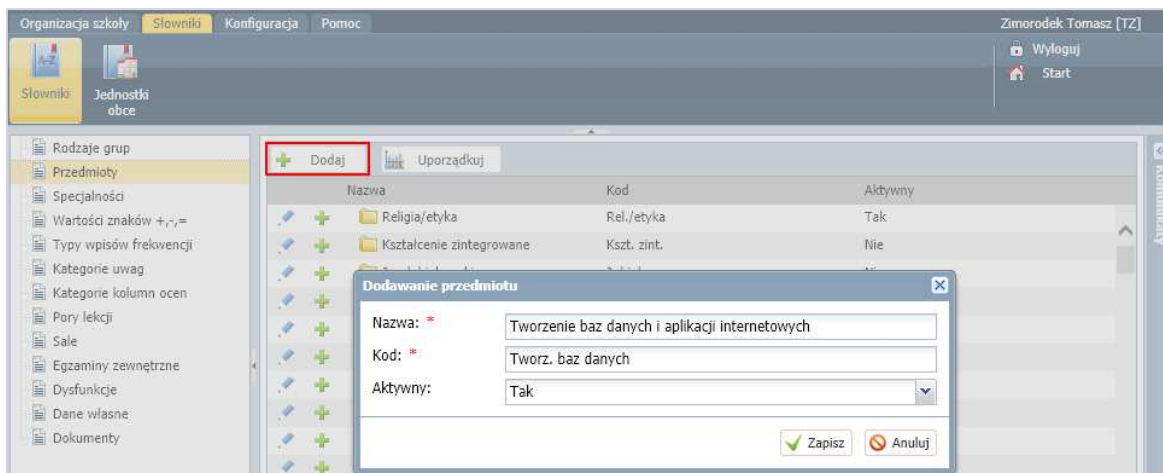 Organizacja szkoły Słowniki Konfiguracja Pomoc Zimorodek Tomasz [TZ]
A-Z
Słowniki
Jednostki
obce
Wyloguj
Start
Rodzaje grup
Przedmioty
Specjalności
Wartości znaków +,-,=
Typy wpisów frekwencji
Kategorie uwag
Kategorie kolumn ocen
Pory lekcji
Sale
Egzaminy zewnętrzne
Dysfunkcje
Dane własne
Dokumenty
Dodaj Uporządkuj
Nazwa Kod Aktywny
Religia/etyka Rel./etyka Tak
Kształcenie zintegrowane Kszt. zint. Nie
Dodawanie przedmiotu
Nazwa: * Tworzenie baz danych i aplikacji internetowych
Kod: * Tworz. baz danych
Aktywny: Tak
Zapisz Anuluj
Komunikaty